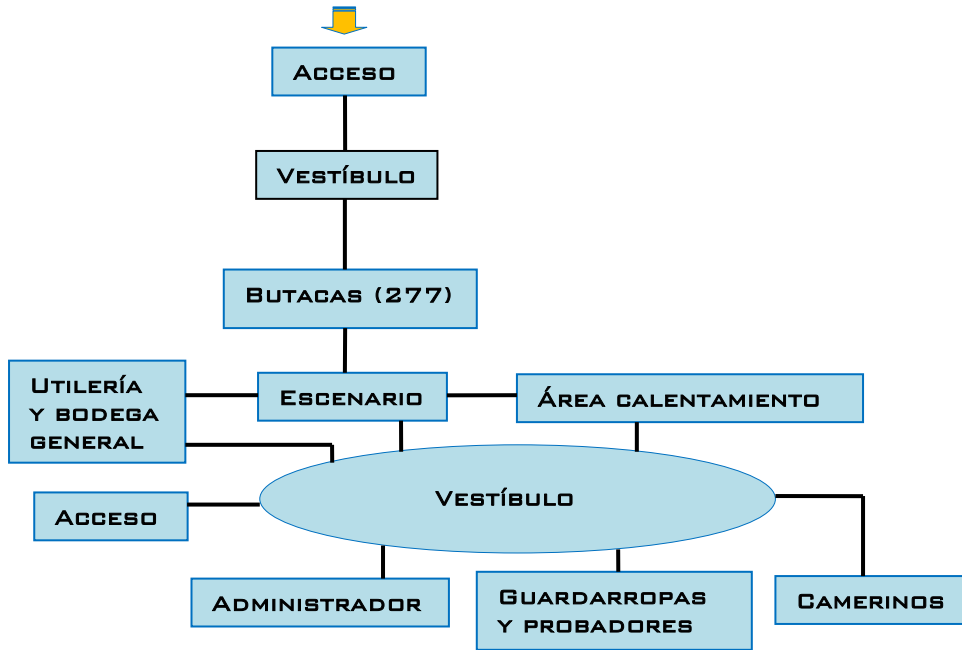 ACCESO
VESTÍBULO
BUTACAS (277)
UTILERÍA
Y BODEGA
GENERAL
ESCENARIO
ÁREA CALENTAMIENTO
VESTÍBULO
ACCESO
ADMINISTRADOR
GUARDARROPAS
Y PROBADORES
CAMERINOS